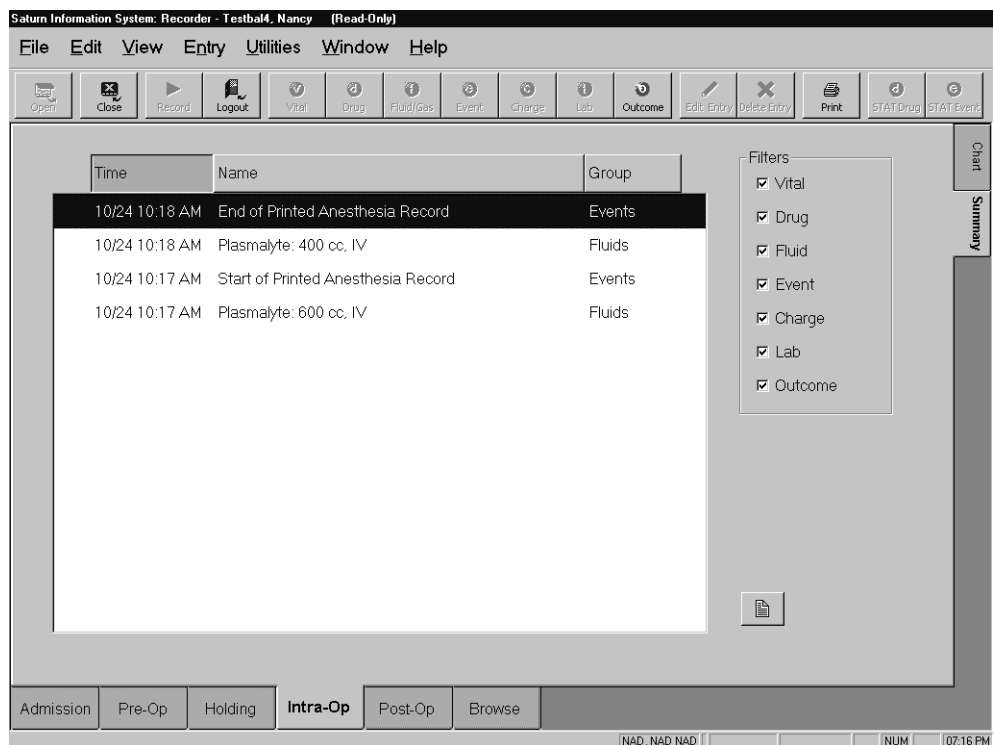 Saturn Information System: Recorder - Testbal4, Nancy (Read-Only)
File Edit View Entry Utilities Window Help
Open Close Record Logout Vital Drug Fluid/Gas Event Charge Lab Outcome Edit Entry Delete Entry Print STAT Drug STAT Event
Time Name Group
10/24 10:18 AM End of Printed Anesthesia Record Events
10/24 10:18 AM Plasmalyte: 400 cc, IV Fluids
10/24 10:17 AM Start of Printed Anesthesia Record Events
10/24 10:17 AM Plasmalyte: 600 cc, IV Fluids
Filters
Vital
Drug
Fluid
Event
Charge
Lab
Outcome
Chart
Summary
Admission Pre-Op Holding Intra-Op Post-Op Browse
NAD, NAD NAD NUM 07:16 PM